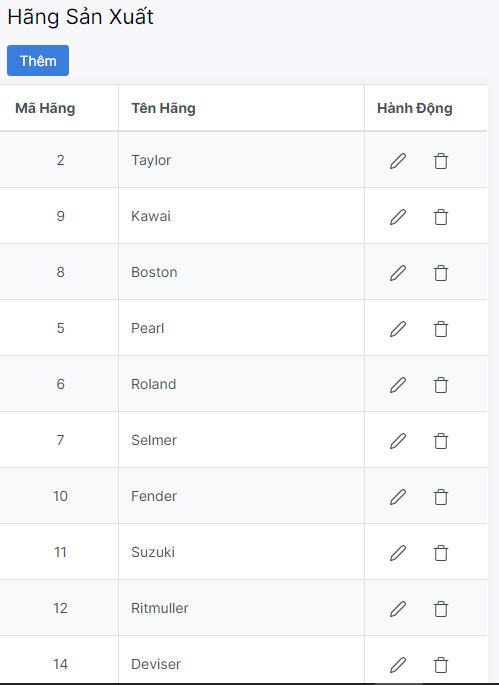 Hãng Sản Xuất
Thêm
Mã Hãng Tên Hãng Hành Động
2 Taylor
9 Kawai
8 Boston
5 Pearl
6 Roland
7 Selmer
10 Fender
11 Suzuki
12 Ritmuller
14 Deviser